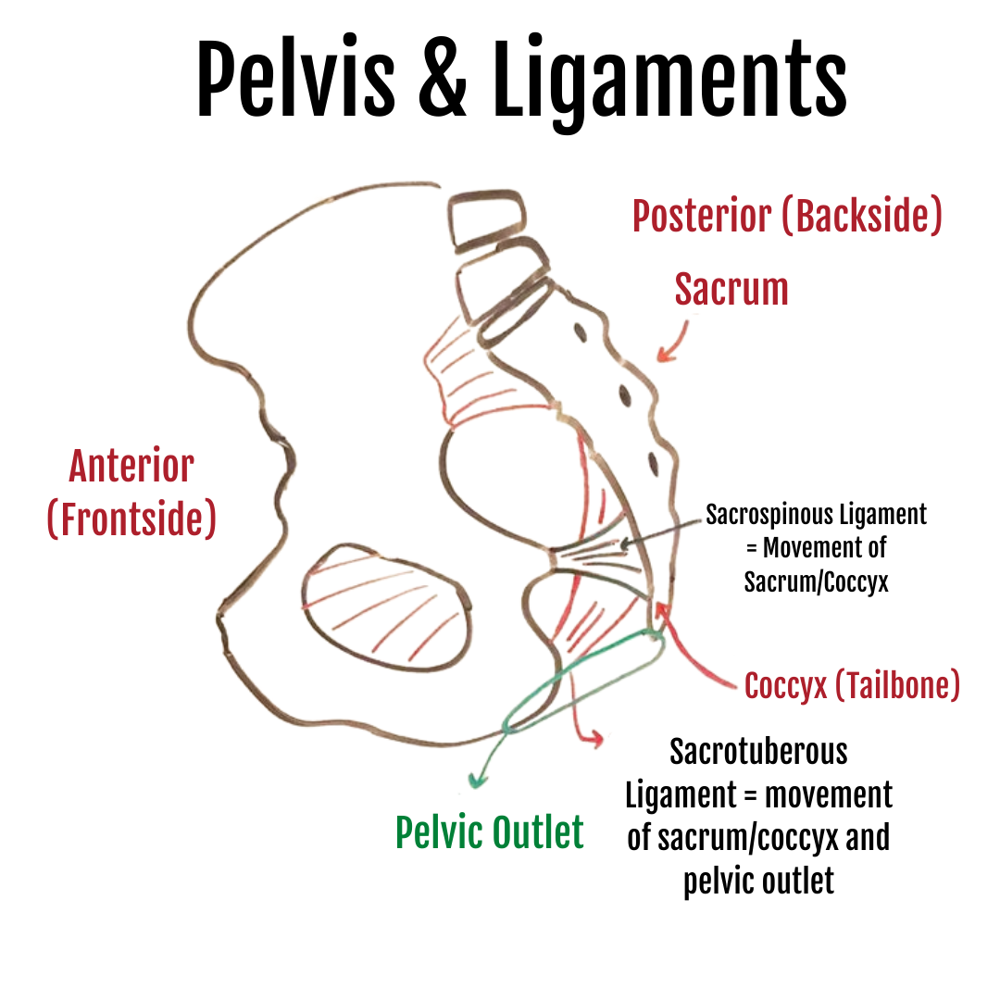 Pelvis & Ligaments
Posterior (Backside)
Sacrum
Anterior
(Frontside)
Sacrospinous Ligament
= Movement of
Sacrum/Coccyx
Coccyx (Tailbone)
Sacrotuberous
Ligament = movement
of sacrum/coccyx and
pelvic outlet
Pelvic Outlet